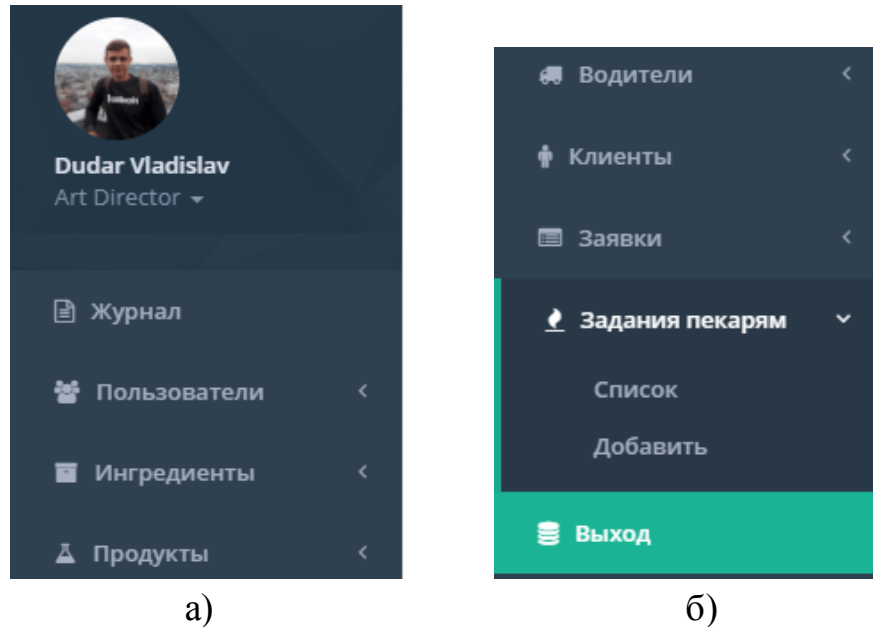 Dudar Vladislav
Art Director
Журнал
Пользователи
Ингредиенты
Продукты
а)
Водители
Клиенты
Заявки
Задания пекарям
Список
Добавить
Выход
б)